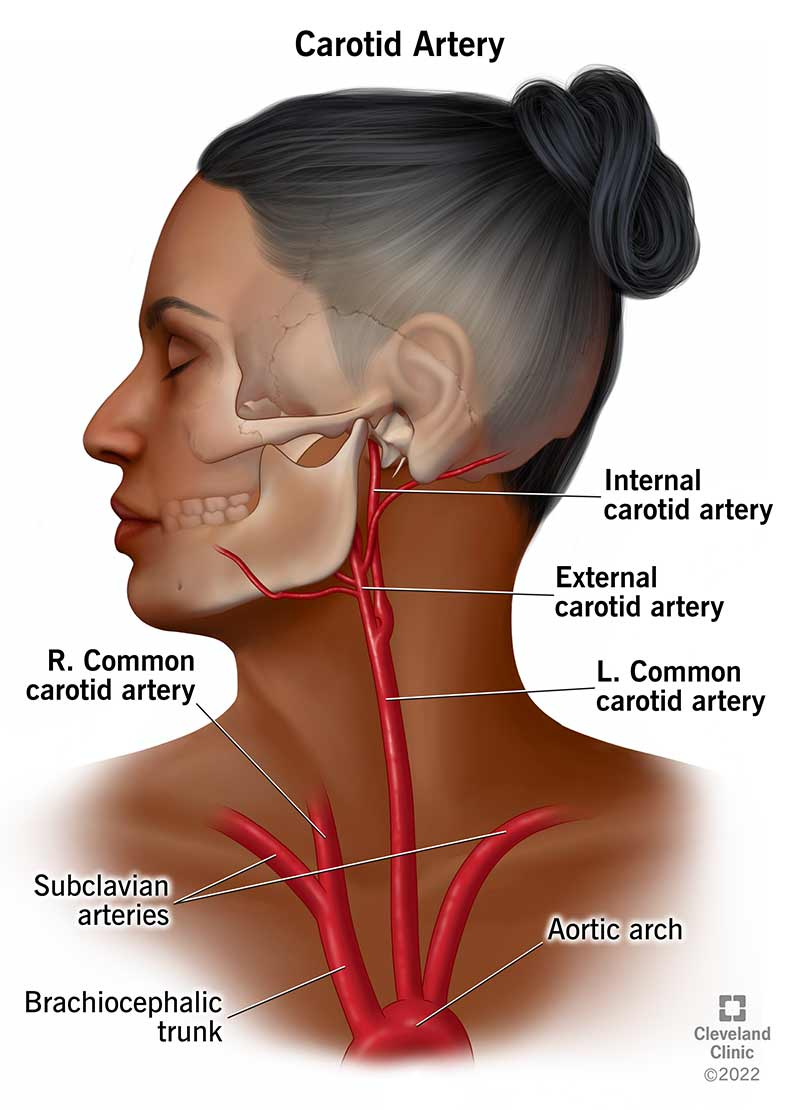 Carotid Artery
Internal
carotid artery
External
carotid artery
R. Common
carotid artery
L. Common
carotid artery
Subclavian
arteries
Aortic arch
Brachiocephalic
trunk
Cleveland
Clinic
©2022